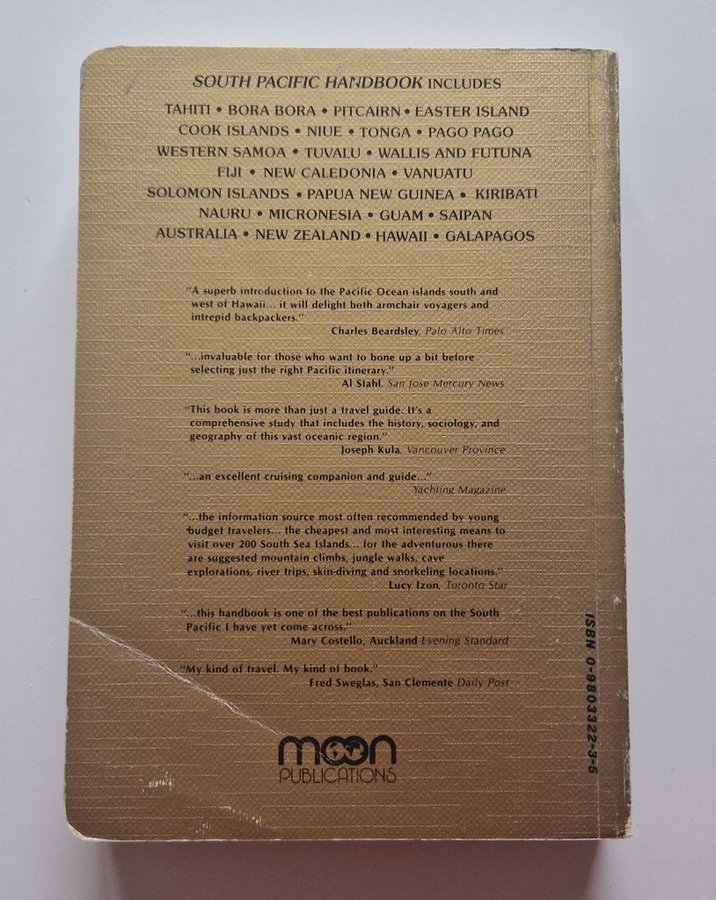 SOUTH PACIFIC HANDBOOK INCLUDES
TAHITI • BORA BORA • PITCAIRN • EASTER ISLAND
COOK ISLANDS • NIUE • TONGA • PAGO PAGO
WESTERN SAMOA • TUVALU • WALLIS AND FUTUNA
FIJI • NEW CALEDONIA • VANUATU
SOLOMON ISLANDS • PAPUA NEW GUINEA • KIRIBATI
NAURU • MICRONESIA • GUAM • SAIPAN
AUSTRALIA • NEW ZEALAND • HAWAII • GALAPAGOS
"A superb introduction to the Pacific Ocean islands south and
west of Hawaii... it will delight both armchair voyagers and
intrepid backpackers."
Charles Beardsley, Palo Alto Times
"...invaluable for those who want to bone up a bit before
selecting just the right Pacific itinerary."
Al Stahl, San Jose Mercury News
"This book is more than just a travel guide. It's a
comprehensive study that includes the history, sociology, and
geography of this vast oceanic region."
Joseph Kula, Vancouver Province
"...an excellent cruising companion and guide..."
Yachting Magazine
"...the information source most often recommended by young
budget travelers... the cheapest and most interesting means to
visit over 200 South Sea Islands... for the adventurous there
are suggested mountain climbs, jungle walks, cave
explorations, river trips, skin-diving and snorkeling locations."
Lucy Izon, Toronto Star
"...this handbook is one of the best publications on the South
Pacific I have yet come across."
Mary Costello, Auckland Evening Standard
"My kind of travel. My kind of book."
Fred Sweglas, San Clemente Daily Post
moon
PUBLICATIONS
ISBN 0-9803322-3-5